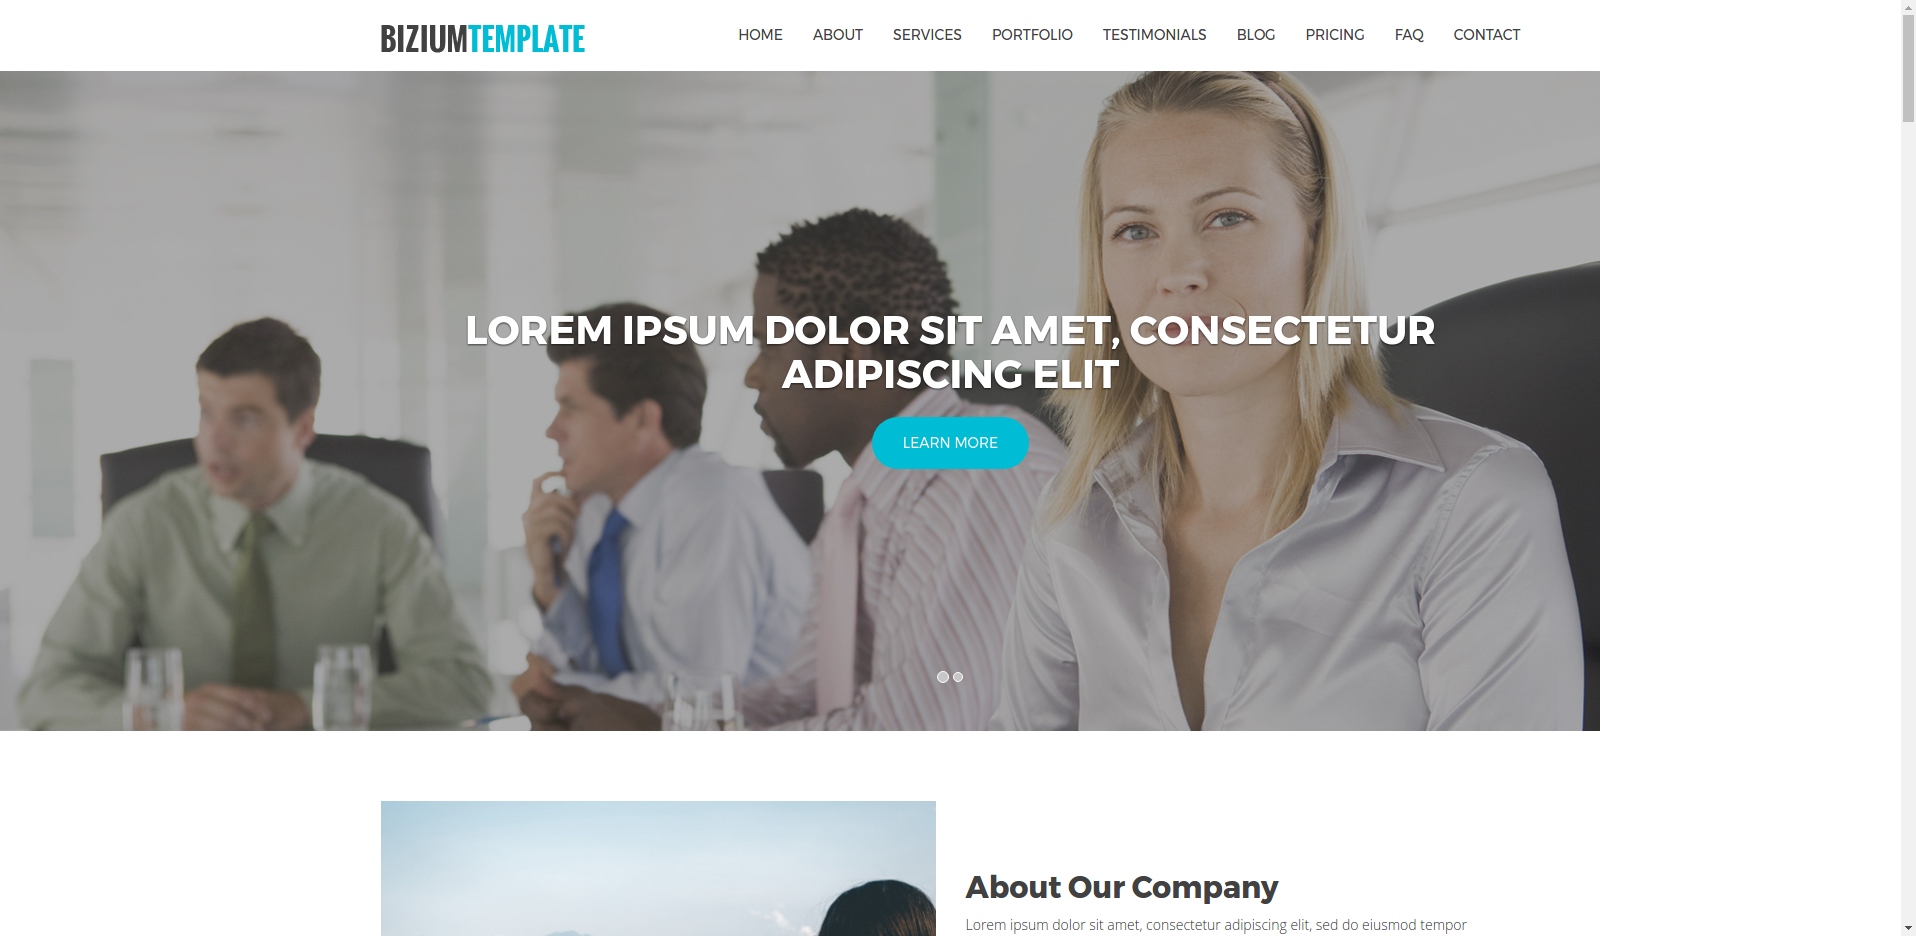 BIZIUMTEMPLATE
HOME ABOUT SERVICES PORTFOLIO TESTIMONIALS BLOG PRICING FAQ CONTACT
LOREM IPSUM DOLOR SIT AMET, CONSECTETUR
ADIPISCING ELIT
LEARN MORE
About Our Company
Lorem ipsum dolor sit amet, consectetur adipiscing elit, sed do eiusmod tempor